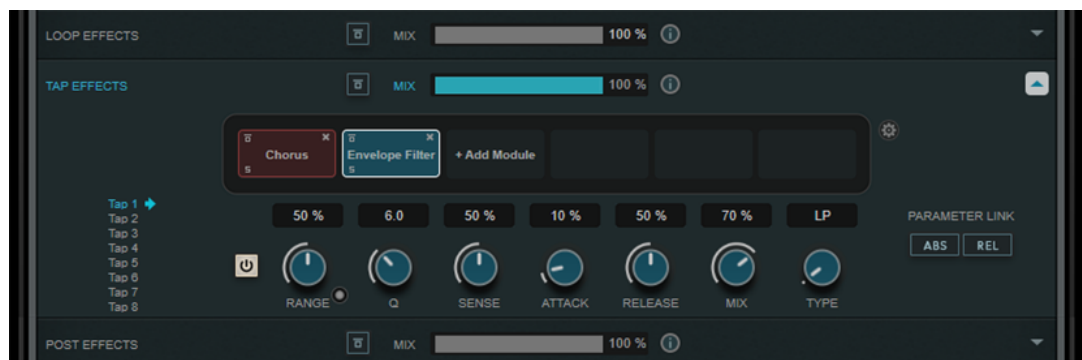 LOOP EFFECTS MIX 100 %
TAP EFFECTS MIX 100 %
Chorus Envelope Filter + Add Module
S S
Tap 1
Tap 2
Tap 3
Tap 4
Tap 5
Tap 6
Tap 7
Tap 8
50 % 6.0 50 % 10 % 50 % 70 % LP
RANGE Q SENSE ATTACK RELEASE MIX TYPE
PARAMETER LINK
ABS REL
POST EFFECTS MIX 100 %